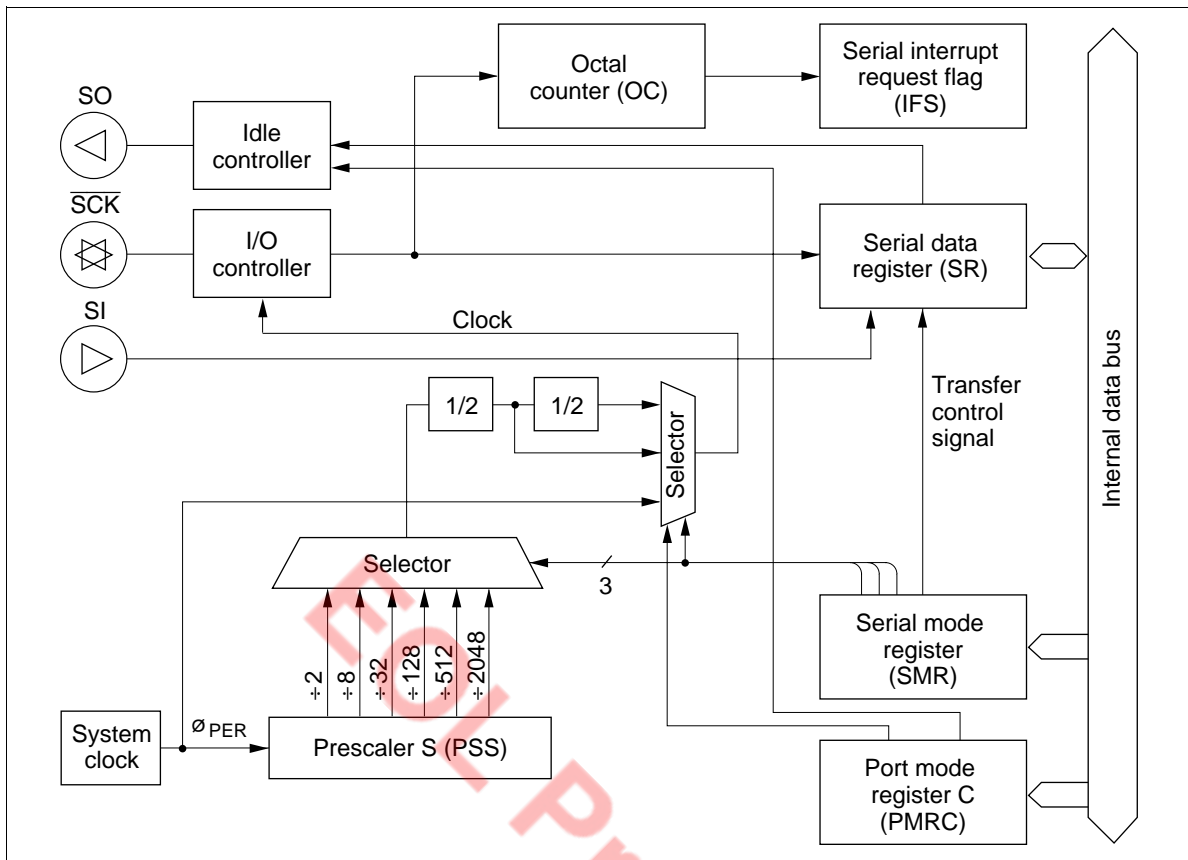 Octal
counter (OC)
Serial interrupt
request flag
(IFS)
SO
Idle
controller
SCK
I/O
controller
Serial data
register (SR)
SI
Clock
Transfer
control
signal
1/2
1/2
Selector
Internal data bus
Selector
3
÷2
÷8
÷32
÷128
÷512
÷2048
Serial mode
register
(SMR)
System
clock
ø PER
Prescaler S (PSS)
Port mode
register C
(PMRC)
EOL Pr